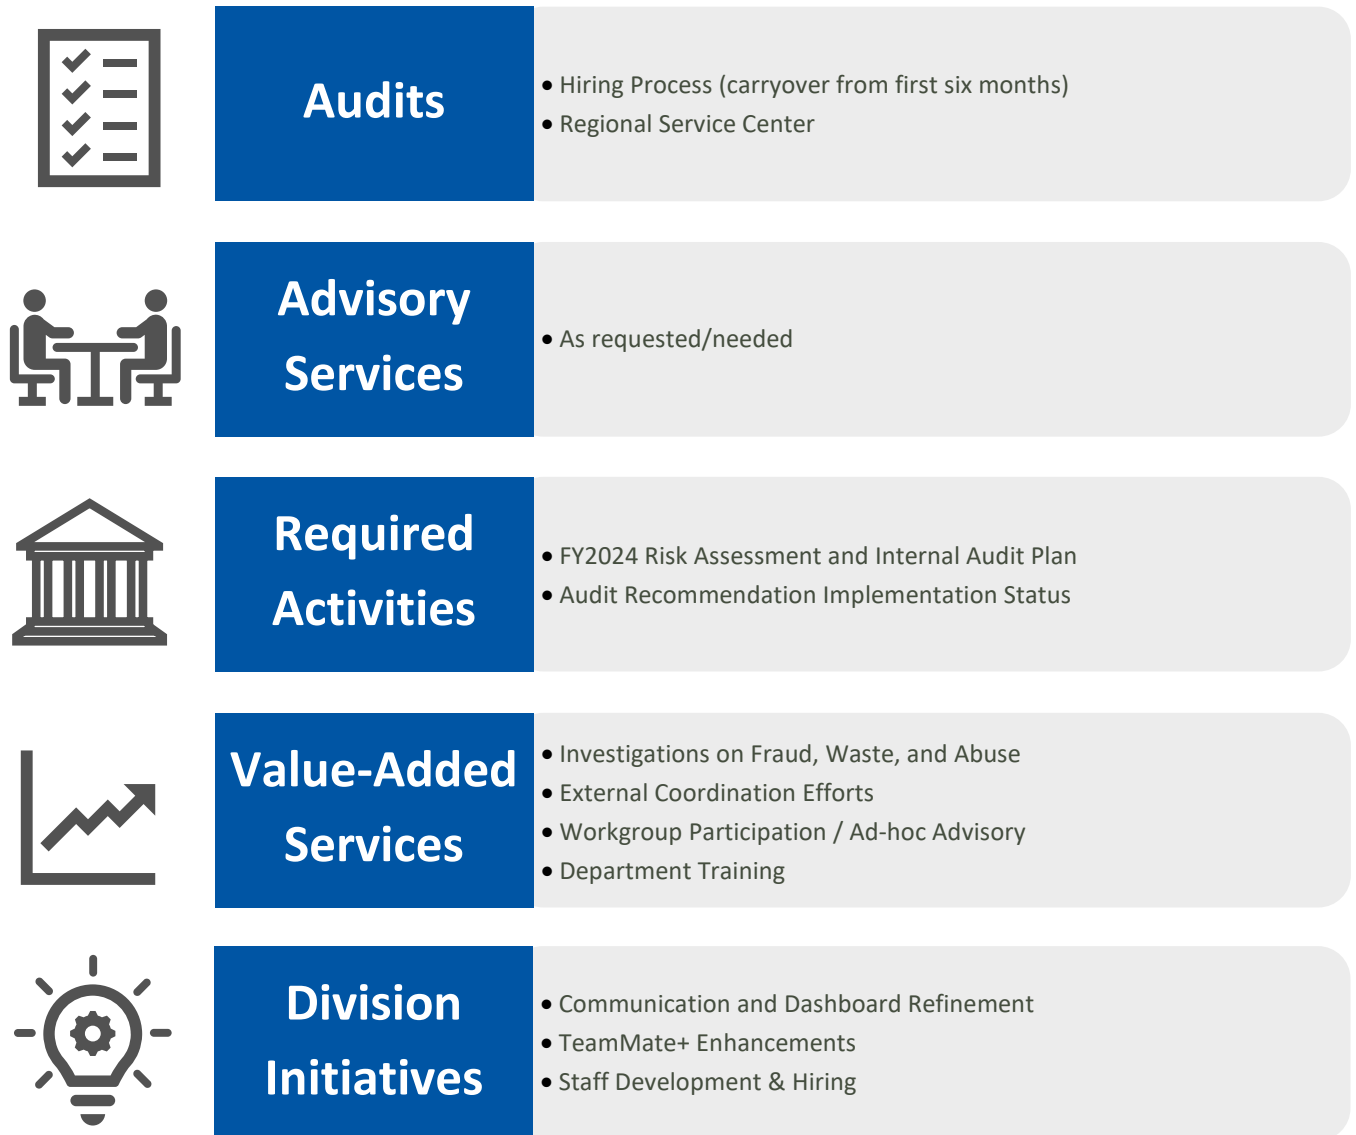 Audits
• Hiring Process (carryover from first six months)
• Regional Service Center
Advisory
Services
• As requested/needed
Required
Activities
• FY2024 Risk Assessment and Internal Audit Plan
• Audit Recommendation Implementation Status
Value-Added
Services
• Investigations on Fraud, Waste, and Abuse
• External Coordination Efforts
• Workgroup Participation / Ad-hoc Advisory
• Department Training
Division
Initiatives
• Communication and Dashboard Refinement
• TeamMate+ Enhancements
• Staff Development & Hiring